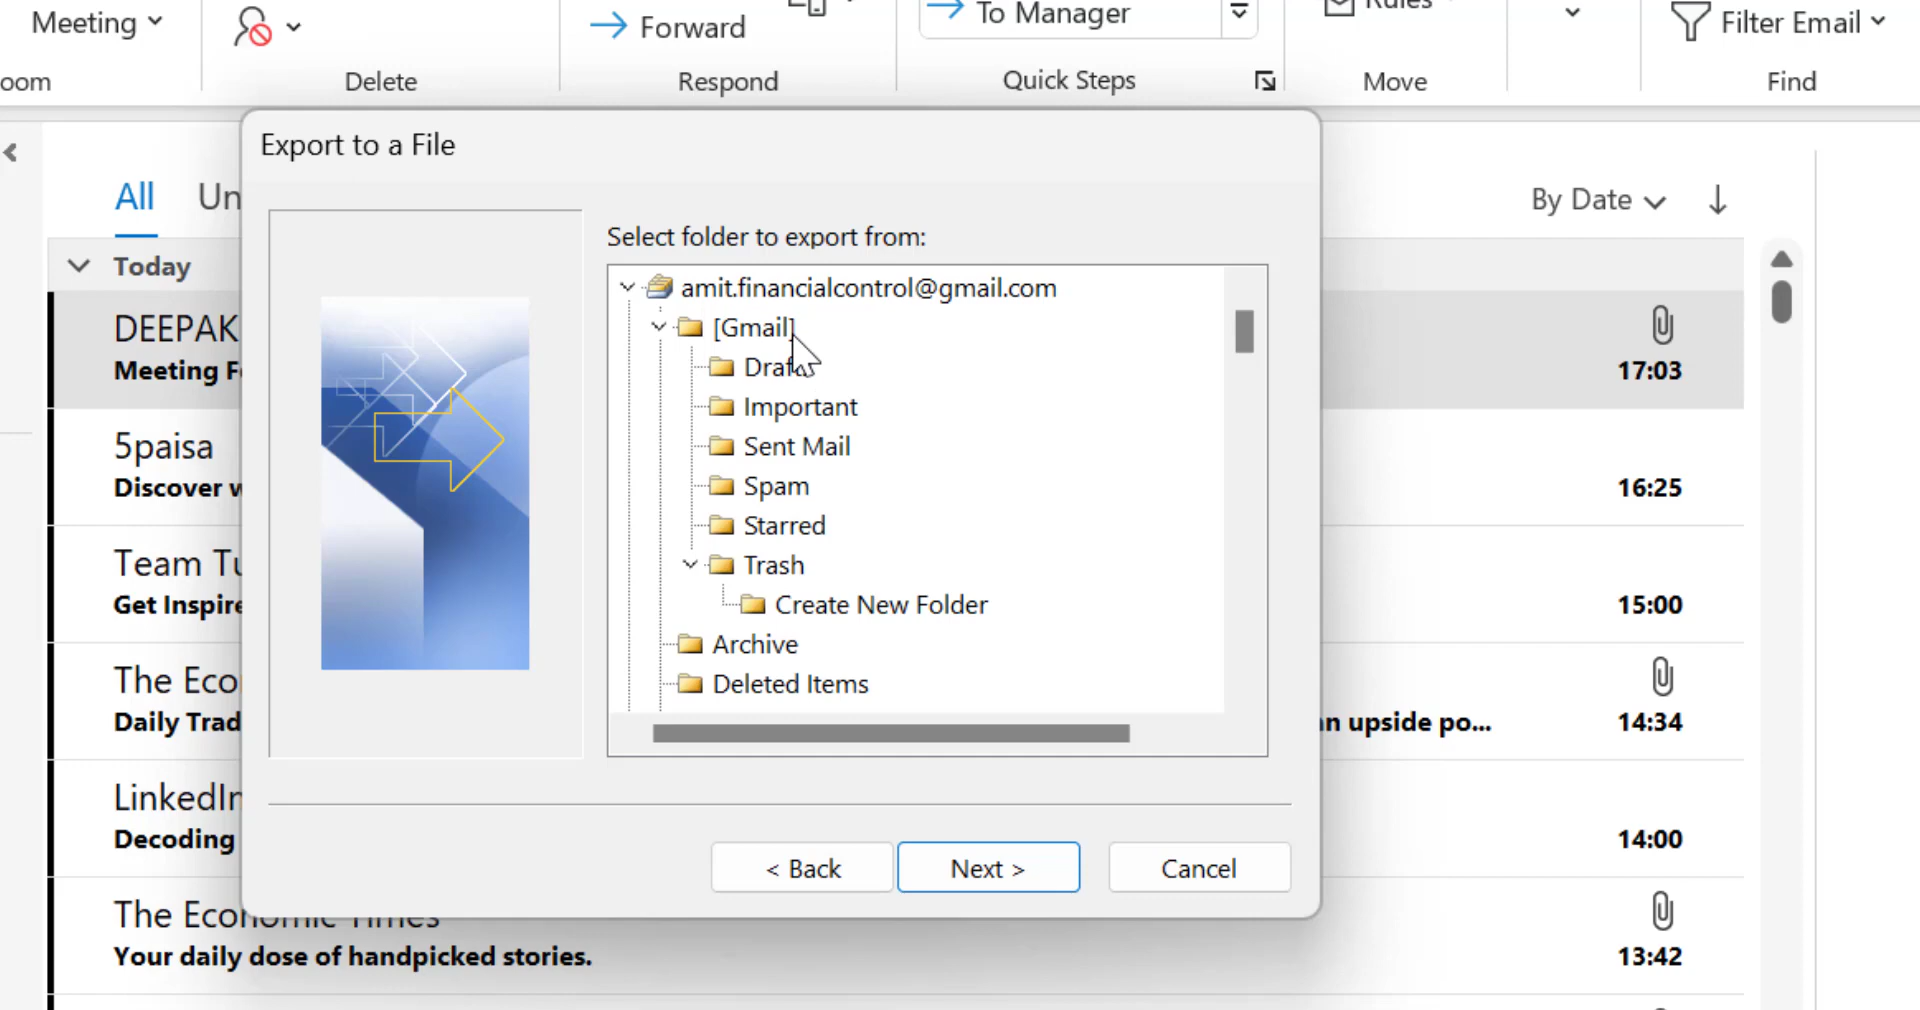 Meeting
Forward
To Manager
Filter Email
oom
Delete
Respond
Quick Steps
Move
Find
Export to a File
All
Un
By Date
Select folder to export from:
Today
amit.financialcontrol@gmail.com
[Gmail]
Important
Sent Mail
Spam
Starred
Trash
Create New Folder
Archive
Deleted Items
DEEPAK
Meeting F
17:03
5paisa
Discover w
16:25
Team Tu
Get Inspire
15:00
The Eco
Daily Trad
an upside po...
14:34
LinkedIn
Decoding
14:00
< Back
Next >
Cancel
The Economic Times
Your daily dose of handpicked stories.
13:42